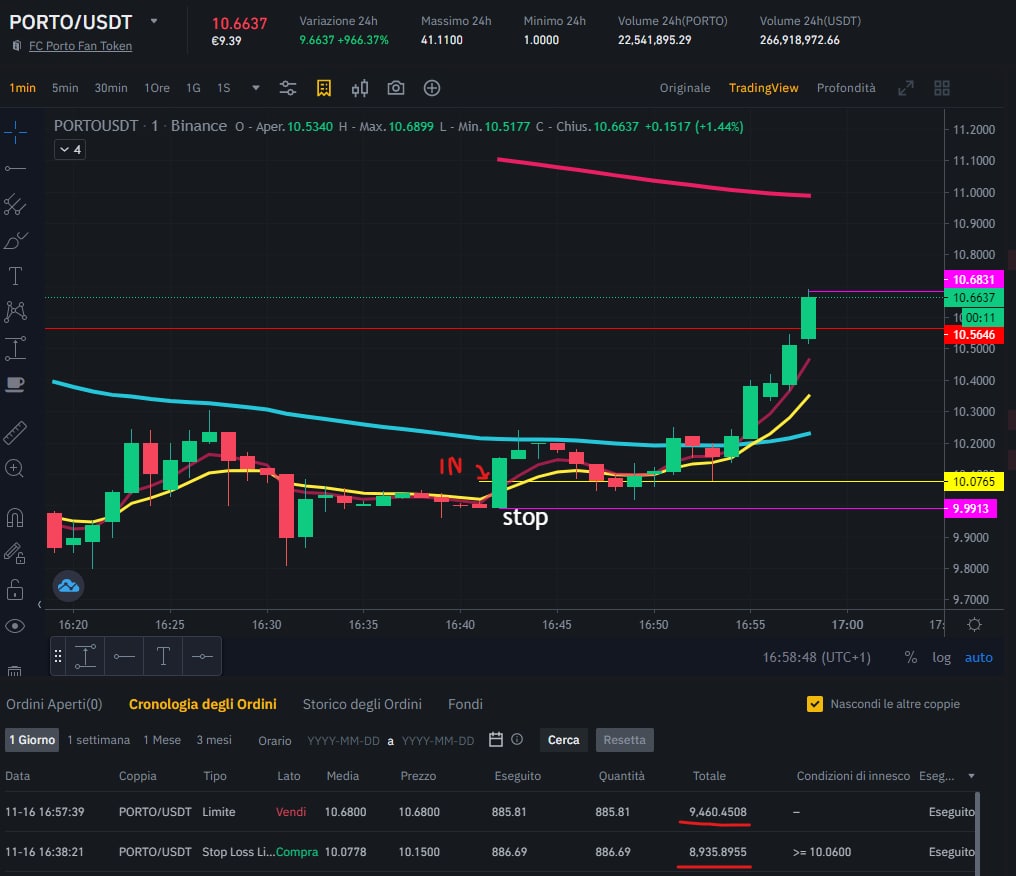 PORTO/USDT
FC Porto Fan Token
10.6637
€9.39
Variazione 24h
9.6637 +966.37%
Massimo 24h
41.1100
Minimo 24h
1.0000
Volume 24h(PORTO)
22,541,895.29
Volume 24h(USDT)
266,918,972.66
1min 5min 30min 1Ore 1G 1S
Originale TradingView Profondità
PORTOUSDT · 1 · Binance O - Aper.10.5340 H - Max.10.6899 L - Min.10.5177 C - Chius.10.6637 +0.1517 (+1.44%)
4
11.2000
11.1000
11.0000
10.9000
10.8000
10.6831
10.6637
00:11
10.5646
10.5000
10.4000
10.3000
10.2000
10.0765
9.9913
9.9000
9.8000
9.7000
IN
stop
16:20 16:25 16:30 16:35 16:40 16:45 16:50 16:55 17:00 17:
16:58:48 (UTC+1) % log auto
Ordini Aperti(0) Cronologia degli Ordini Storico degli Ordini Fondi
Nascondi le altre coppie
1 Giorno 1 settimana 1 Mese 3 mesi Orario YYYY-MM-DD a YYYY-MM-DD Cerca Resetta
Data Coppia Tipo Lato Media Prezzo Eseguito Quantità Totale Condizioni di innesco Eseg...
11-16 16:57:39 PORTO/USDT Limite Vendi 10.6800 10.6800 885.81 885.81 9,460.4508 – Eseguito
11-16 16:38:21 PORTO/USDT Stop Loss Li... Compra 10.0778 10.1500 886.69 886.69 8,935.8955 >= 10.0600 Eseguito